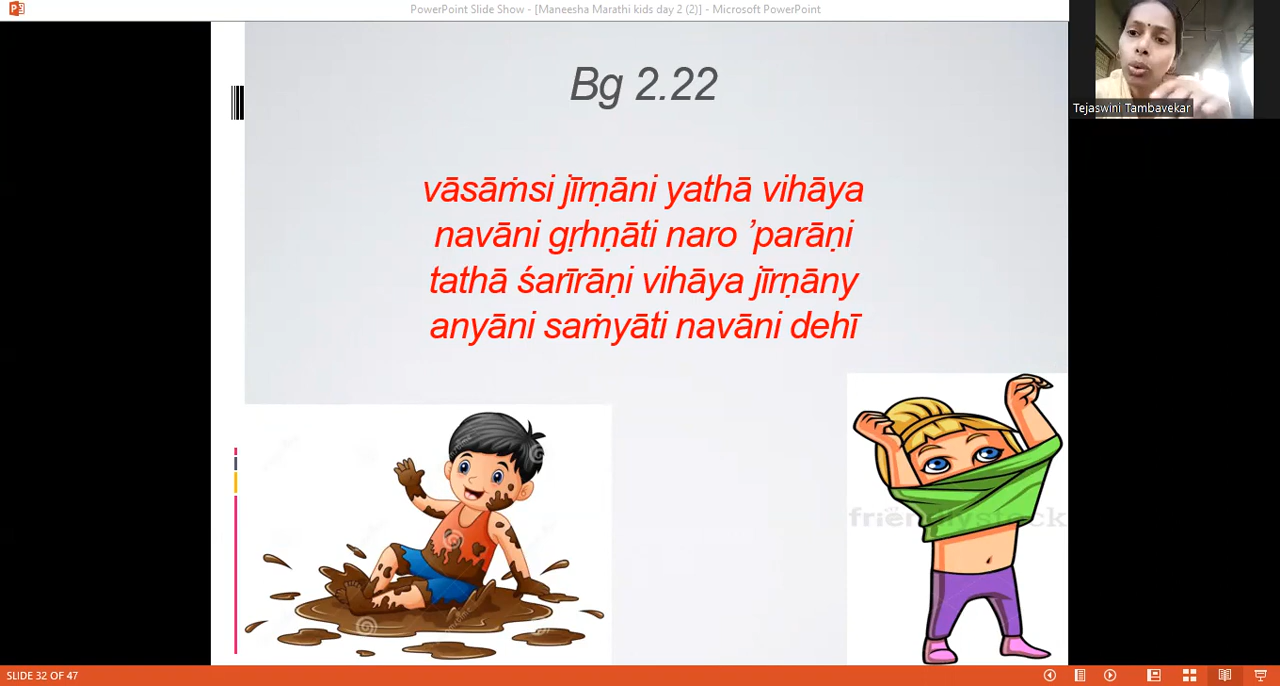 PowerPoint Slide Show - [Maneesha Marathi kids day 2 (2)] - Microsoft PowerPoint
Bg 2.22
Tejaswini Tambavekar
vāsāṁsi jīrṇāni yathā vihāya
navāni gṛhṇāti naro ’parāṇi
tathā śarīrāṇi vihāya jīrṇāny
anyāni saṁyāti navāni dehī
friendlystock
SLIDE 32 OF 47